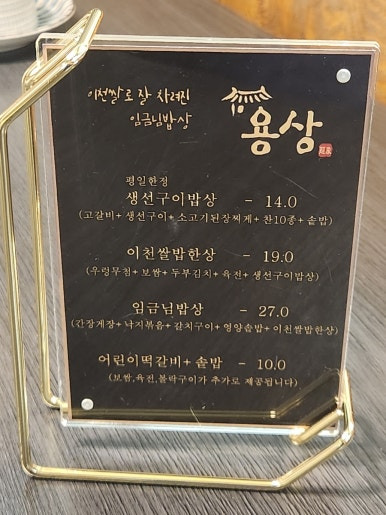 이천쌀로 잘 차려진
임금님밥상
용상
평일한정
생선구이밥상 - 14.0
(고갈비+생선구이+소고기된장찌개+찬10종+솥밥)
이천쌀밥한상 - 19.0
(우렁무침+보쌈+두부김치+육전+생선구이밥상)
임금님밥상 - 27.0
(간장게장+낙지볶음+갈치구이+영양솥밥+이천쌀밥한상)
어린이떡갈비+솥밥 - 10.0
(보쌈,육전,볼락구이가 추가로 제공됩니다)